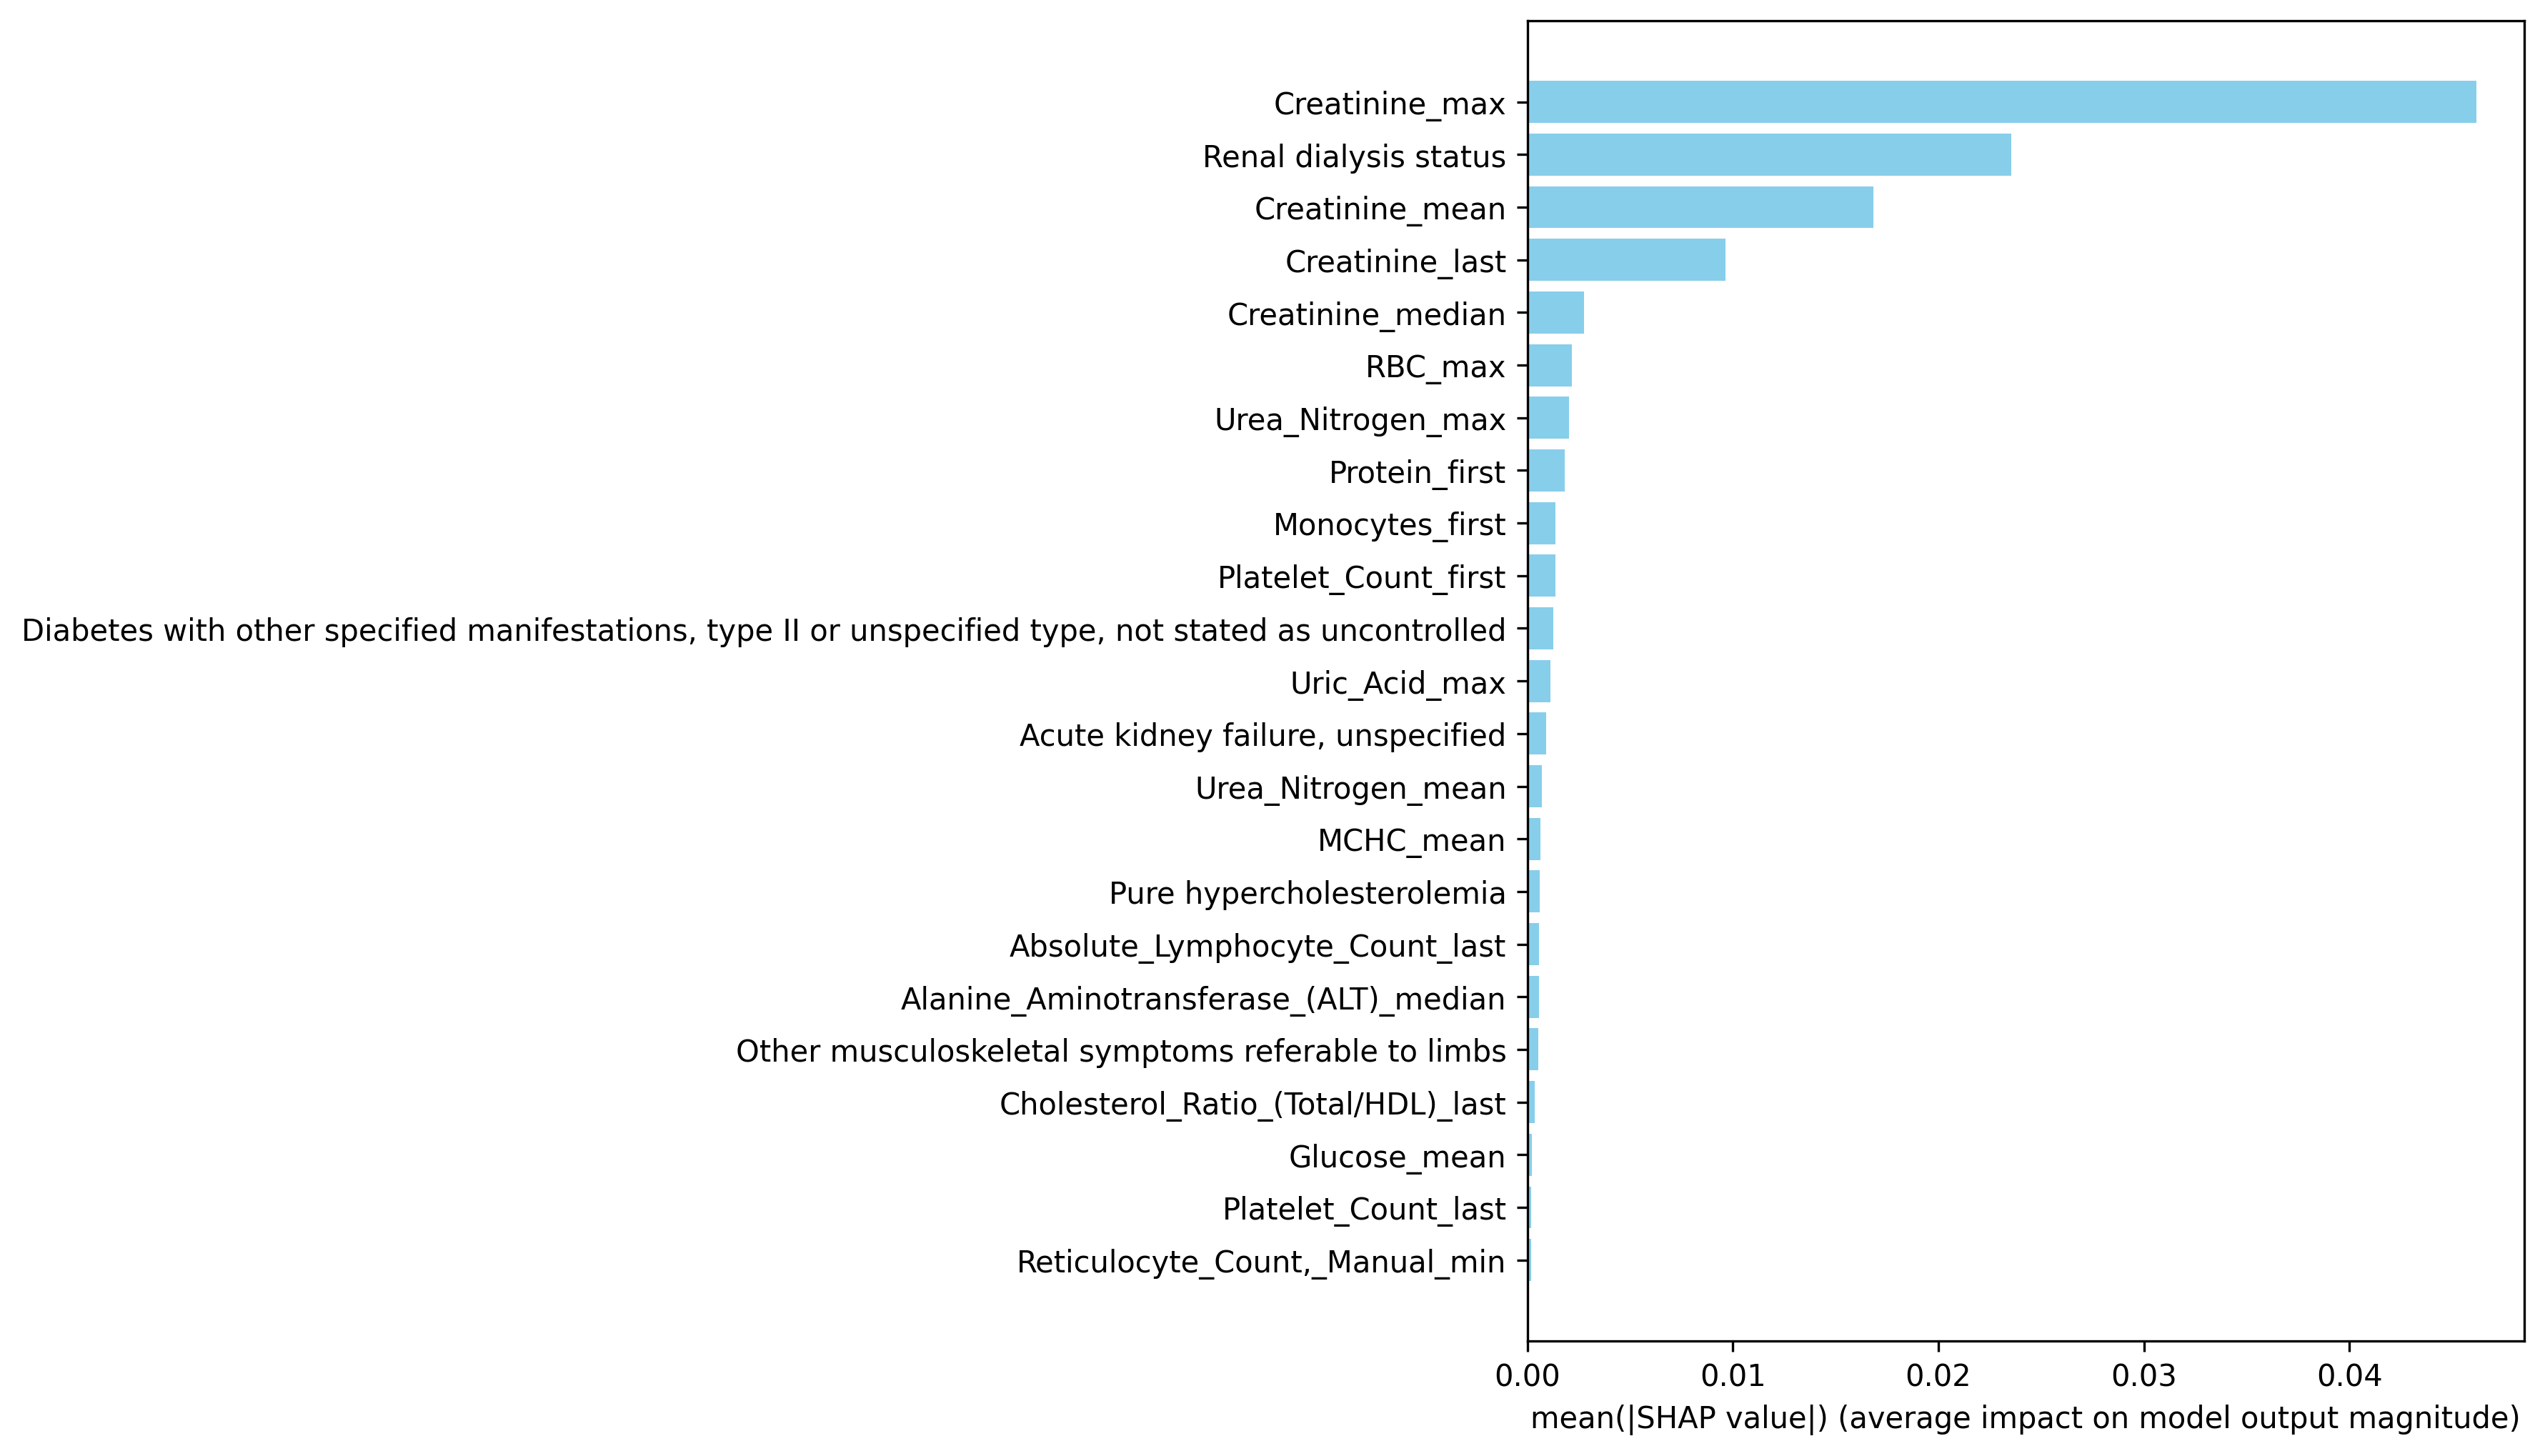 Creatinine_max
Renal dialysis status
Creatinine_mean
Creatinine_last
Creatinine_median
RBC_max
Urea_Nitrogen_max
Protein_first
Monocytes_first
Platelet_Count_first
Diabetes with other specified manifestations, type II or unspecified type, not stated as uncontrolled
Uric_Acid_max
Acute kidney failure, unspecified
Urea_Nitrogen_mean
MCHC_mean
Pure hypercholesterolemia
Absolute_Lymphocyte_Count_last
Alanine_Aminotransferase_(ALT)_median
Other musculoskeletal symptoms referable to limbs
Cholesterol_Ratio_(Total/HDL)_last
Glucose_mean
Platelet_Count_last
Reticulocyte_Count,_Manual_min
0.00 0.01 0.02 0.03 0.04
mean(|SHAP value|) (average impact on model output magnitude)